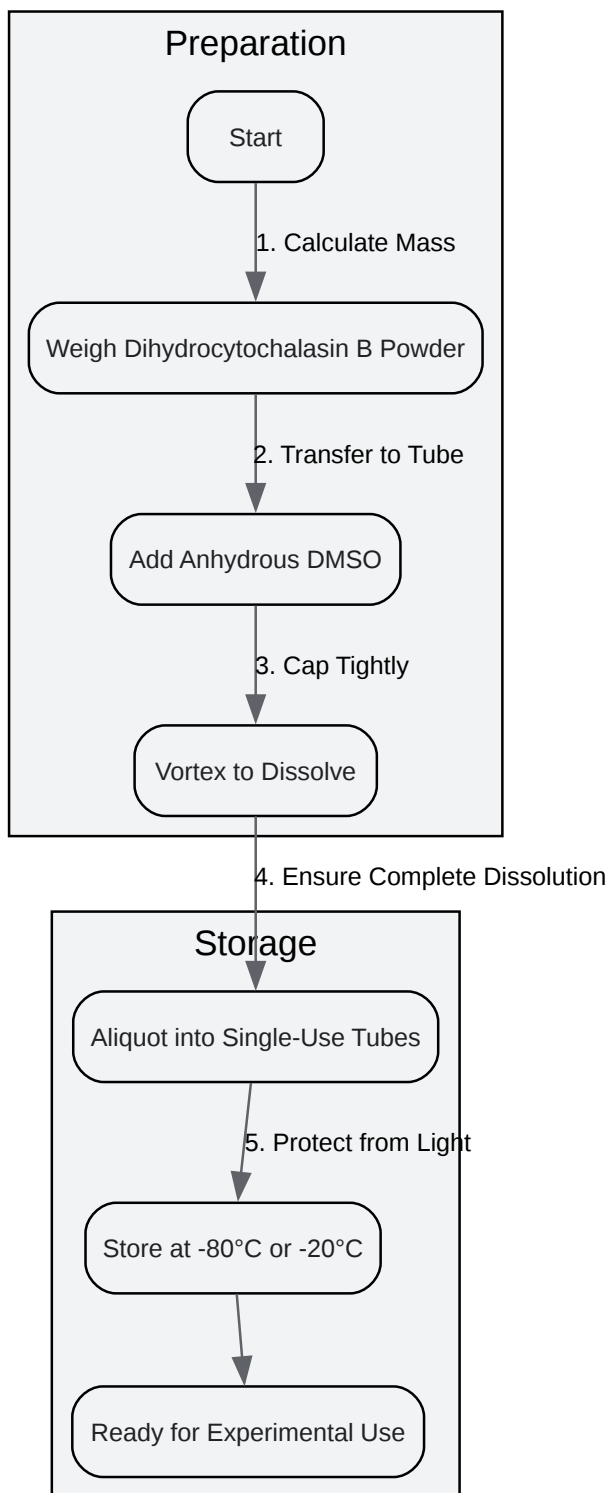 Preparation
Start
1. Calculate Mass
Weigh Dihydrocytochalasin B Powder
2. Transfer to Tube
Add Anhydrous DMSO
3. Cap Tightly
Vortex to Dissolve
4. Ensure Complete Dissolution
Storage
Aliquot into Single-Use Tubes
5. Protect from Light
Store at -80°C or -20°C
Ready for Experimental Use